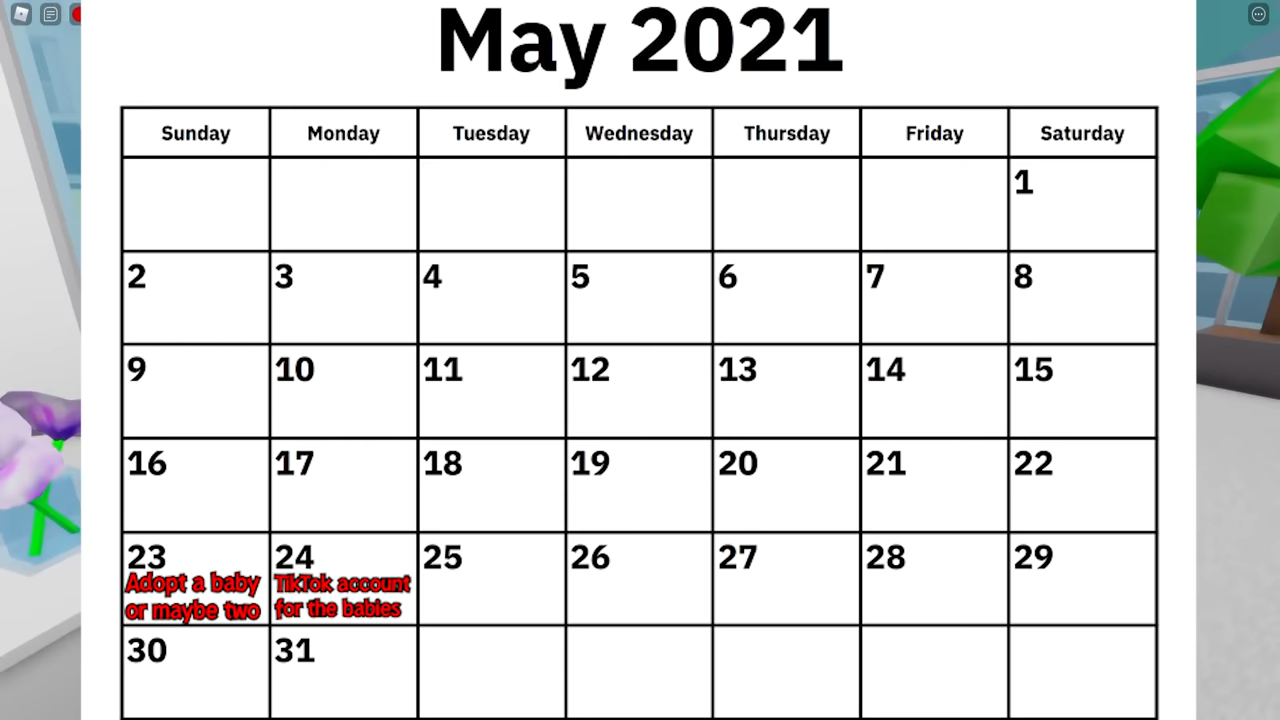 May 2021
Sunday Monday Tuesday Wednesday Thursday Friday Saturday
1
2 3 4 5 6 7 8
9 10 11 12 13 14 15
16 17 18 19 20 21 22
23 24 25 26 27 28 29
Adopt a baby TikTok account
or maybe two for the babies
30 31